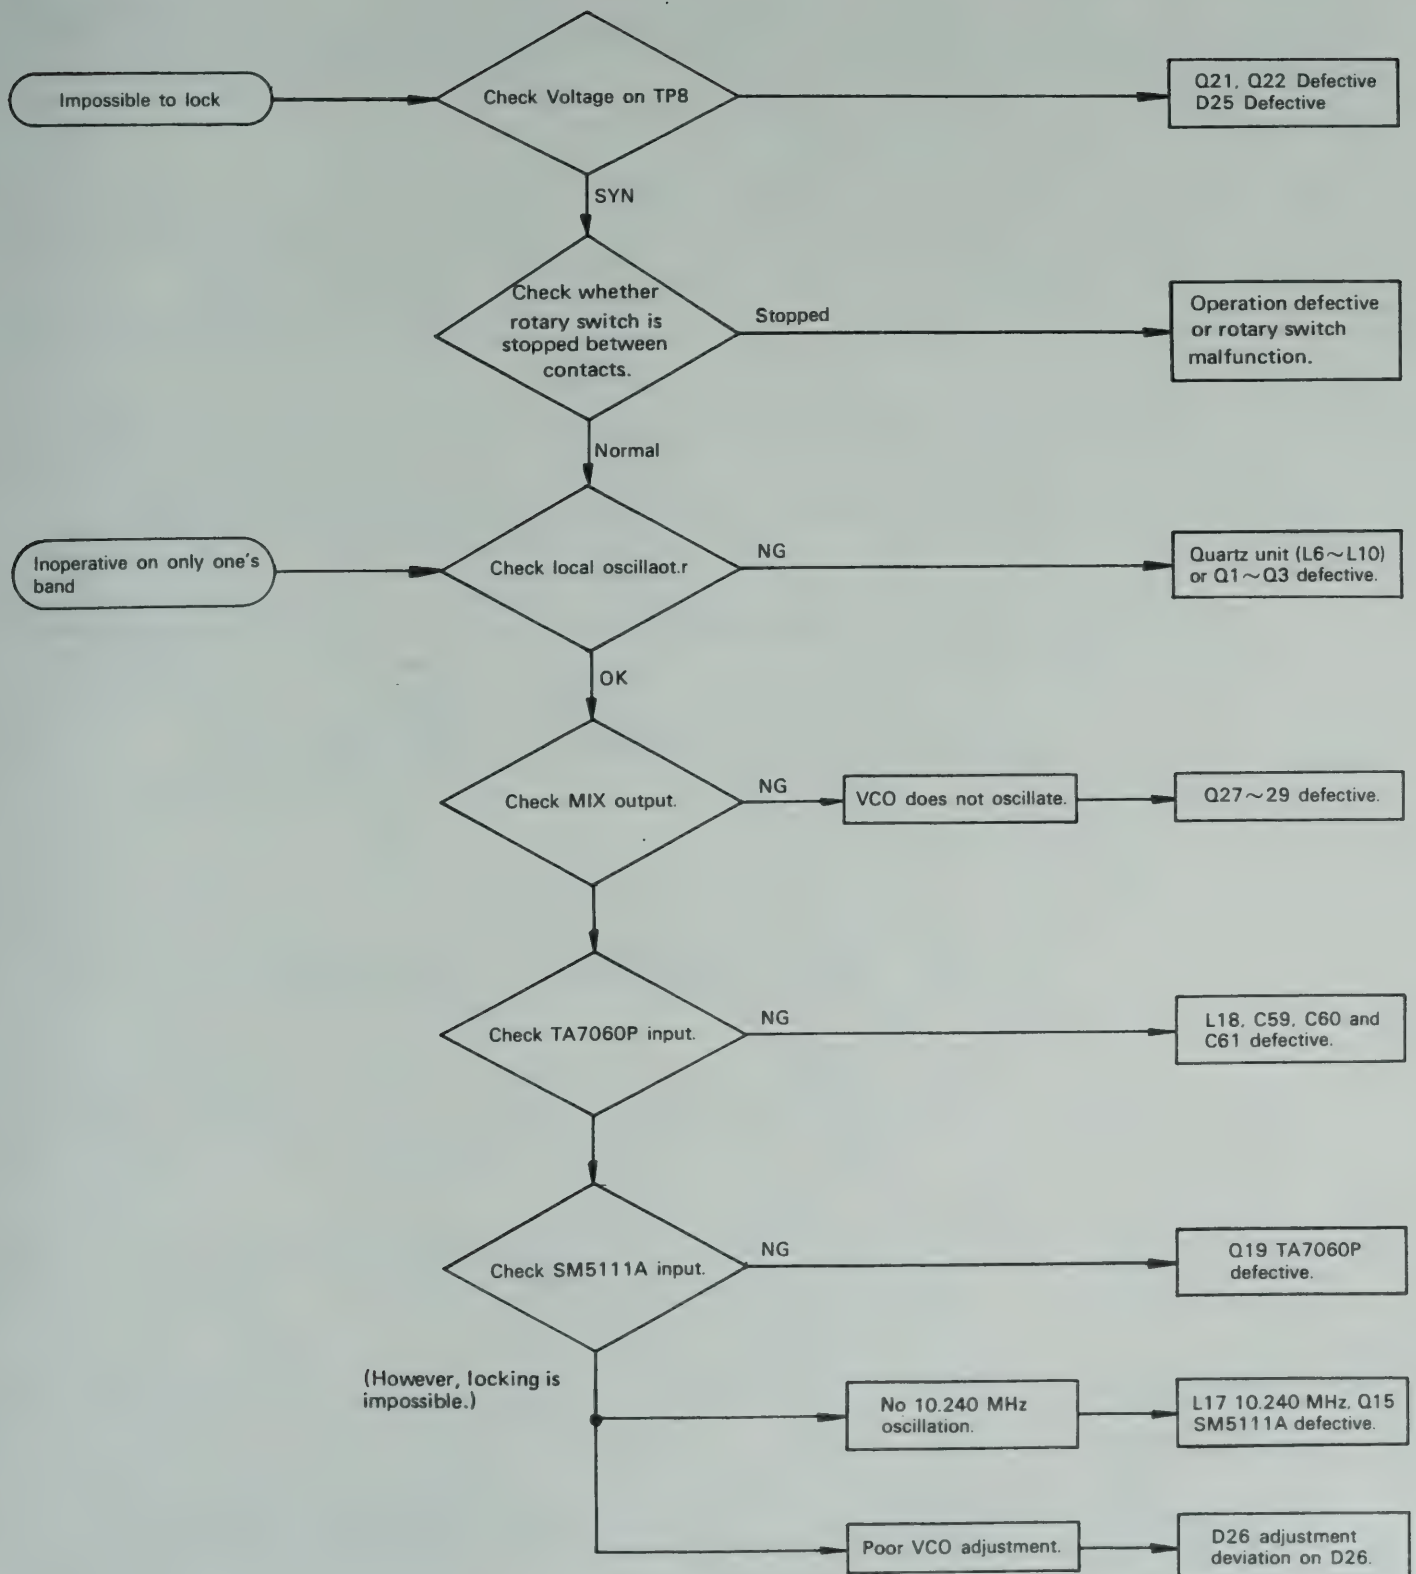 Impossible to lock
Check Voltage on TP8
Q21, Q22 Defective
D25 Defective
SYN
Check whether
rotary switch is
stopped between
contacts.
Stopped
Operation defective
or rotary switch
malfunction.
Normal
Inoperative on only one's
band
Check local oscillaot.r
NG
Quartz unit (L6~L10)
or Q1~Q3 defective.
OK
Check MIX output.
NG
VCO does not oscillate.
Q27~29 defective.
Check TA7060P input.
NG
L18, C59, C60 and
C61 defective.
Check SM5111A input.
NG
Q19 TA7060P
defective.
(However, locking is
impossible.)
No 10.240 MHz
oscillation.
L17 10.240 MHz, Q15
SM5111A defective.
Poor VCO adjustment.
D26 adjustment
deviation on D26.